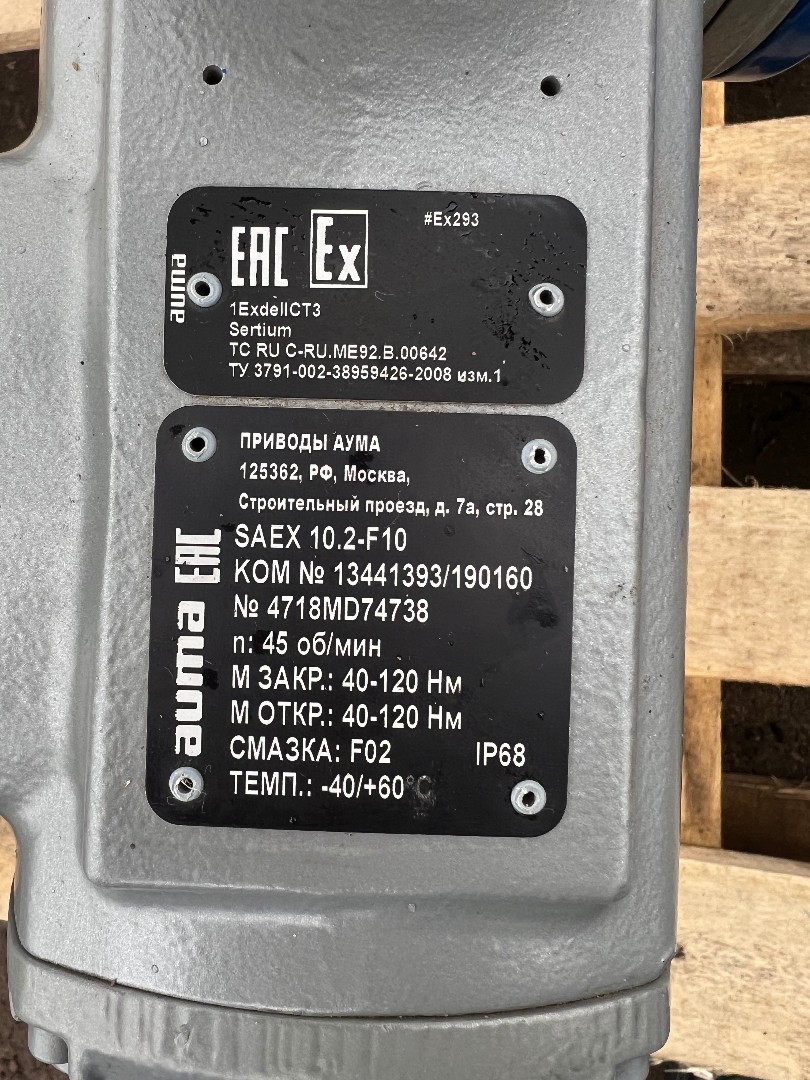 #Ex293
EAC Ex
auma
1ExdeIICT3
Sertium
TC RU C-RU.ME92.B.00642
ТУ 3791-002-38959426-2008 изм.1
ПРИВОДЫ АУМА
125362, РФ, Москва,
Строительный проезд, д. 7а, стр. 28
auma EAC
SAEX 10.2-F10
КОМ № 13441393/190160
№ 4718MD74738
n: 45 об/мин
М ЗАКР.: 40-120 Нм
М ОТКР.: 40-120 Нм
СМАЗКА: F02 IP68
ТЕМП.: -40/+60°C